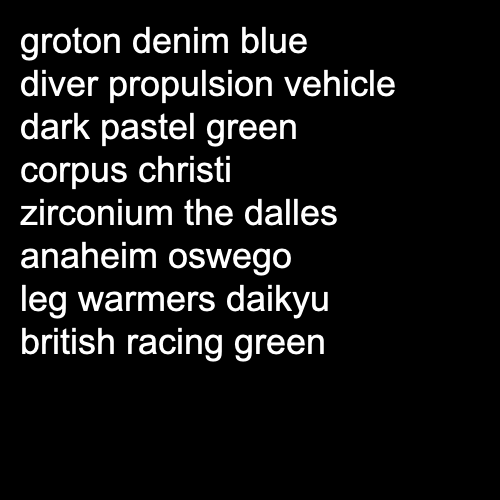 groton denim blue
diver propulsion vehicle
dark pastel green
corpus christi
zirconium the dalles
anaheim oswego
leg warmers daikyu
british racing green